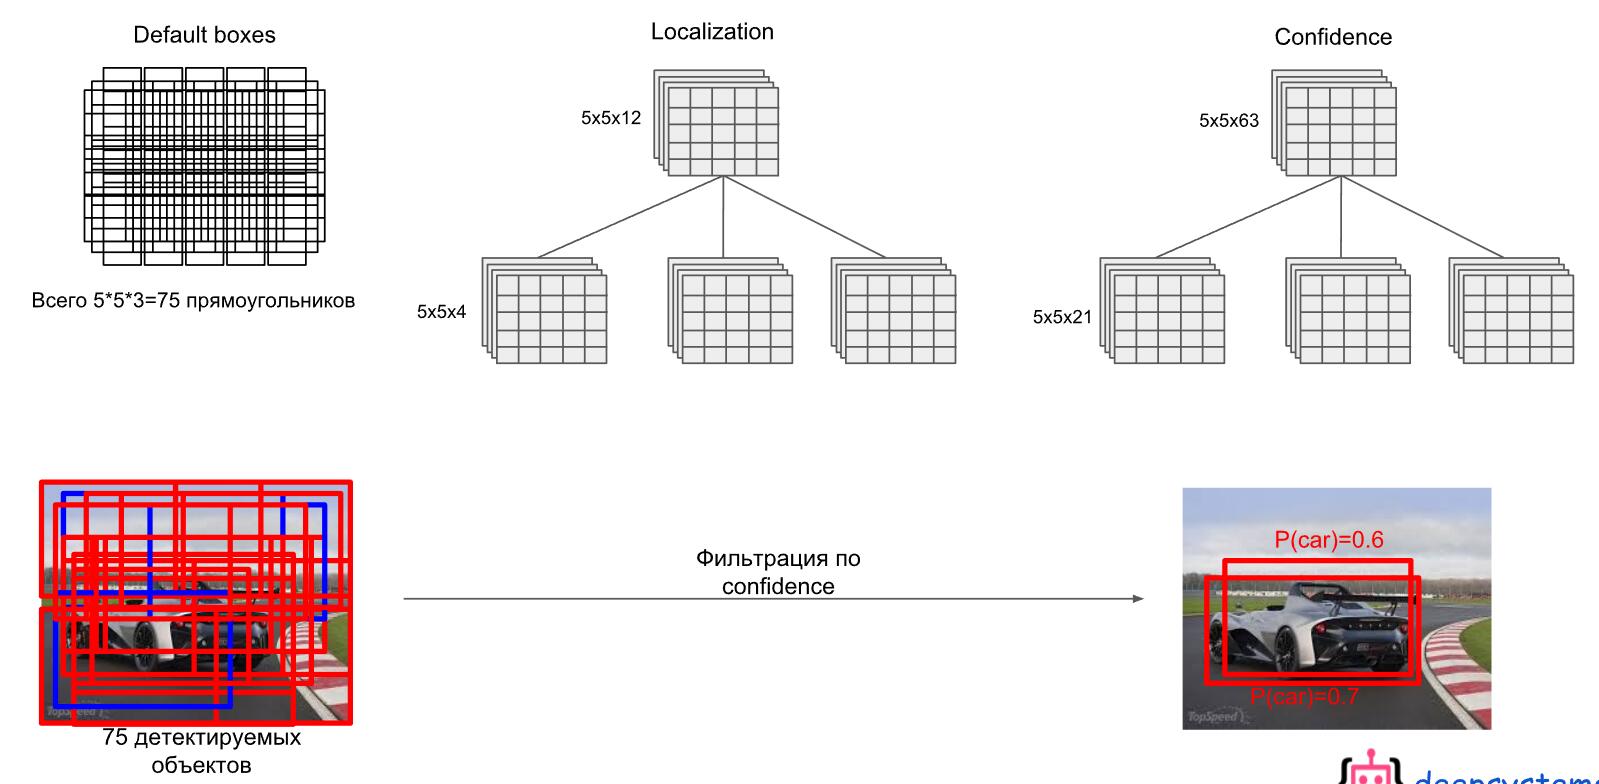 Default boxes
Localization
Confidence
5x5x12
5x5x63
Всего 5*5*3=75 прямоугольников
5x5x4
5x5x21
Фильтрация по
confidence
P(car)=0.6
P(car)=0.7
TopSpeed
TopSpeed
75 детектируемых
объектов